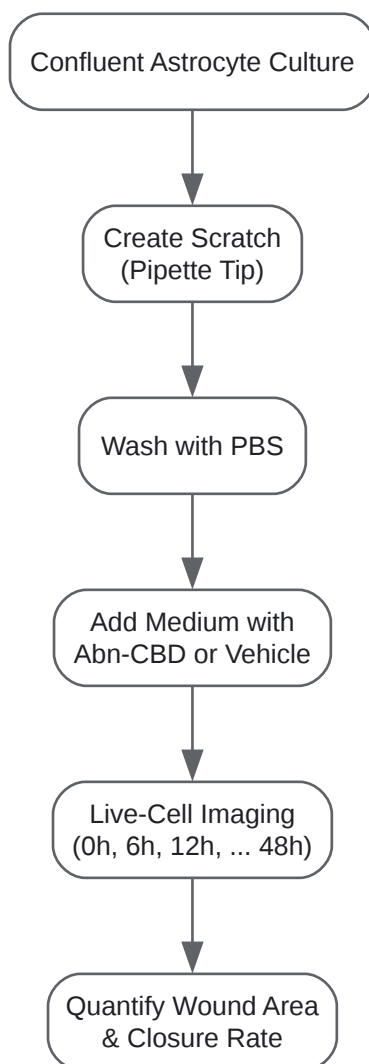 Confluent Astrocyte Culture
Create Scratch
(Pipette Tip)
Wash with PBS
Add Medium with
Abn-CBD or Vehicle
Live-Cell Imaging
(0h, 6h, 12h, ... 48h)
Quantify Wound Area
& Closure Rate